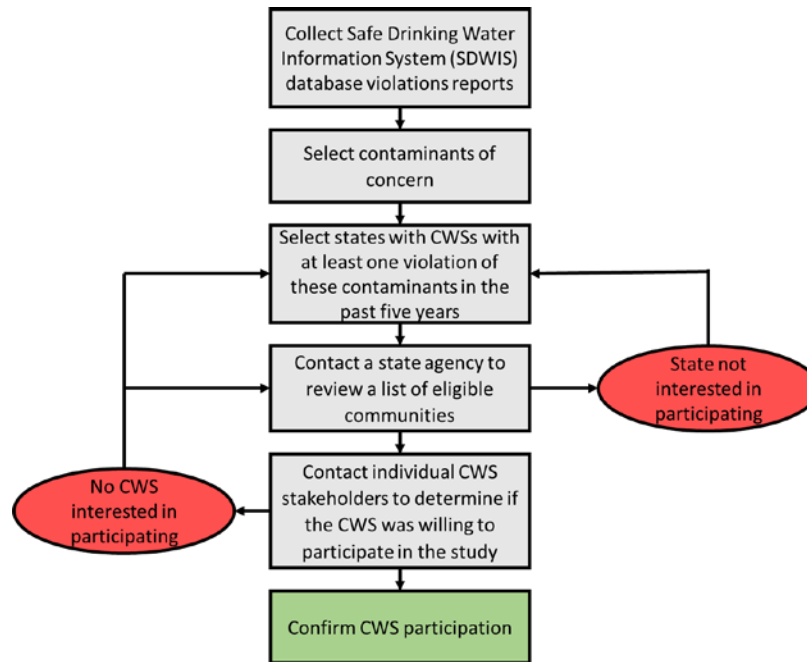 Collect Safe Drinking Water
Information System (SDWIS)
database violations reports
Select contaminants of
concern
Select states with CWSs with
at least one violation of
these contaminants in the
past five years
Contact a state agency to
review a list of eligible
communities
State not
interested in
participating
Contact individual CWS
stakeholders to determine if
the CWS was willing to
participate in the study
No CWS
interested in
participating
Confirm CWS participation